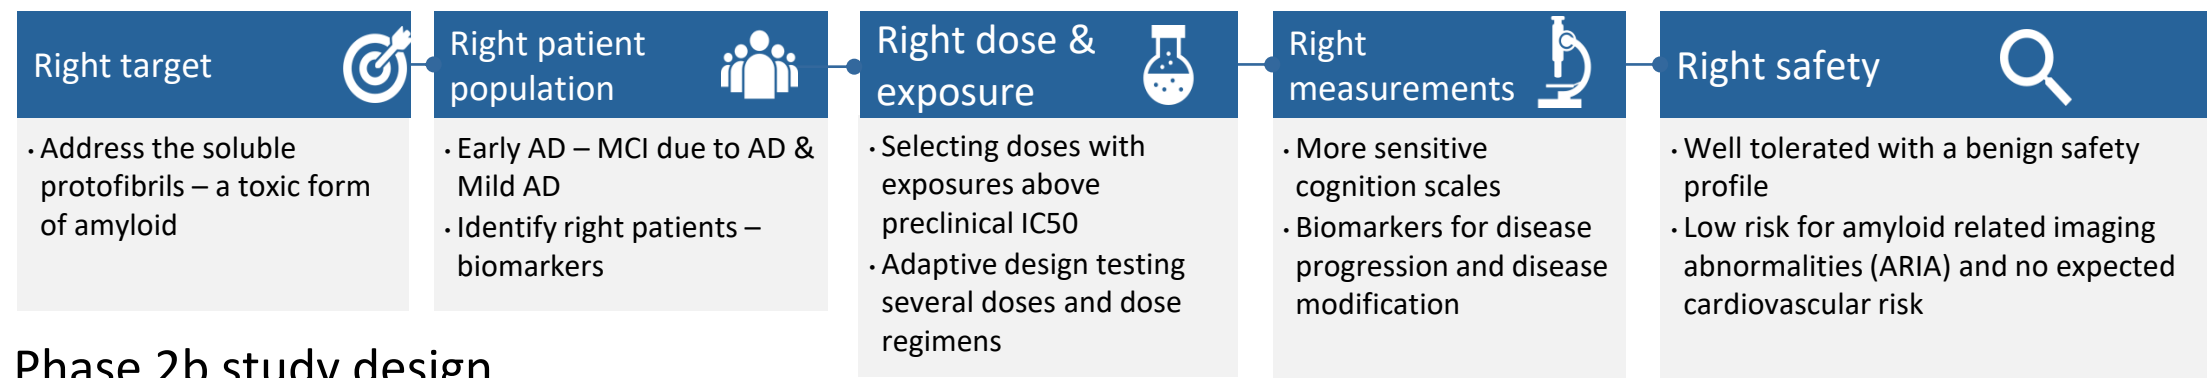 Right target
• Address the soluble
protofibrils – a toxic form
of amyloid
Right patient
population
• Early AD – MCI due to AD &
Mild AD
• Identify right patients –
biomarkers
Right dose &
exposure
• Selecting doses with
exposures above
preclinical IC50
• Adaptive design testing
several doses and dose
regimens
Right
measurements
• More sensitive
cognition scales
• Biomarkers for disease
progression and disease
modification
Right safety
• Well tolerated with a benign safety
profile
• Low risk for amyloid related imaging
abnormalities (ARIA) and no expected
cardiovascular risk
Phase 2b study design